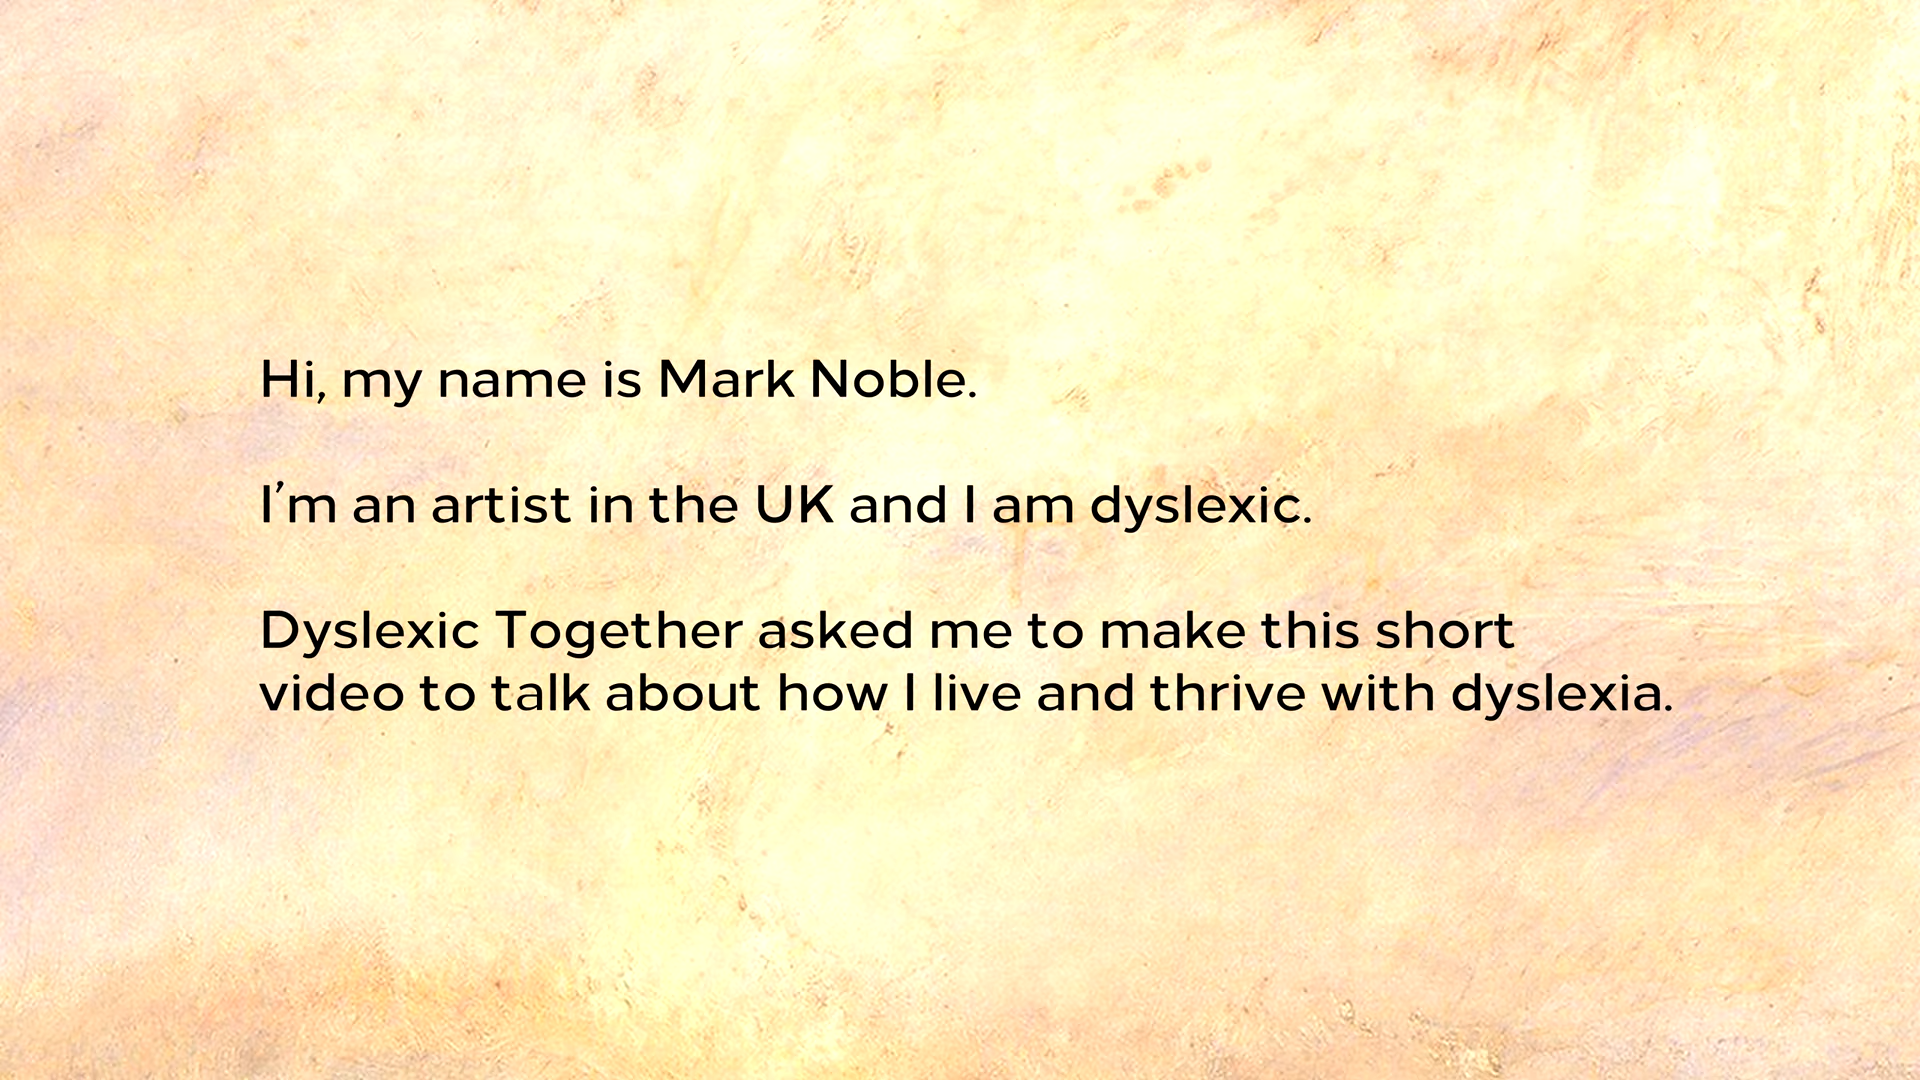 Hi, my name is Mark Noble.
I’m an artist in the UK and I am dyslexic.
Dyslexic Together asked me to make this short
video to talk about how I live and thrive with dyslexia.